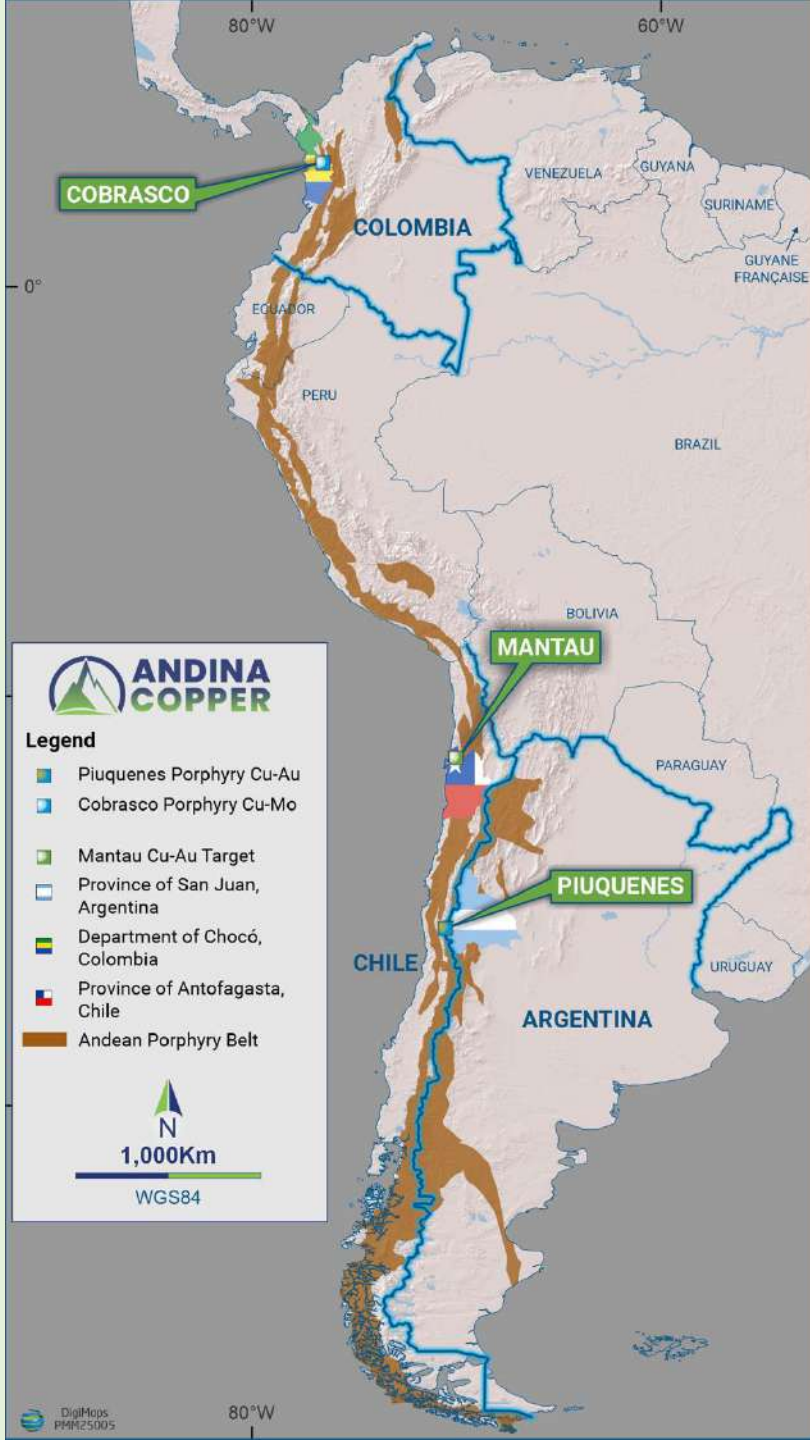 80°W
60°W
COBRASCO
VENEZUELA
GUYANA
SURINAME
COLOMBIA
GUYANE
FRANÇAISE
0°
ECUADOR
PERU
BRAZIL
BOLIVIA
MANTAU
PARAGUAY
PIUQUENES
CHILE
URUGUAY
ARGENTINA
ANDINA
COPPER
Legend
Piuquenes Porphyry Cu-Au
Cobrasco Porphyry Cu-Mo
Mantau Cu-Au Target
Province of San Juan,
Argentina
Department of Chocó,
Colombia
Province of Antofagasta,
Chile
Andean Porphyry Belt
N
1,000Km
WGS84
DigiMaps
PMM25005
80°W